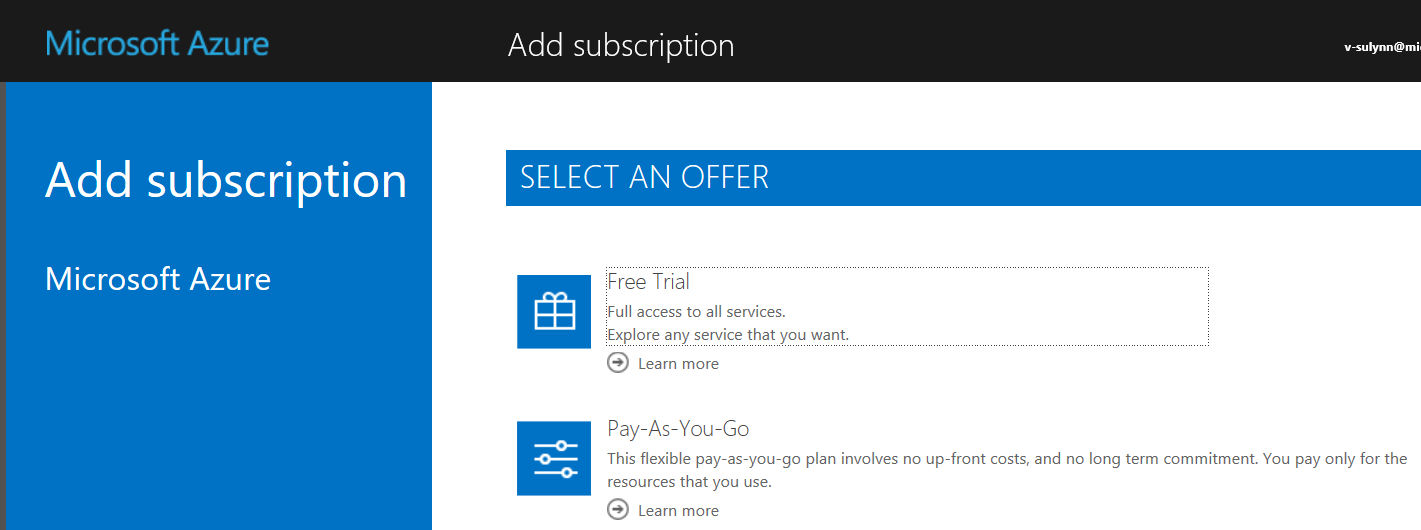 Microsoft Azure
Add subscription
v-sulynn@mi
Add subscription
Microsoft Azure
SELECT AN OFFER
Free Trial
Full access to all services.
Explore any service that you want.
Learn more
Pay-As-You-Go
This flexible pay-as-you-go plan involves no up-front costs, and no long term commitment. You pay only for the
resources that you use.
Learn more